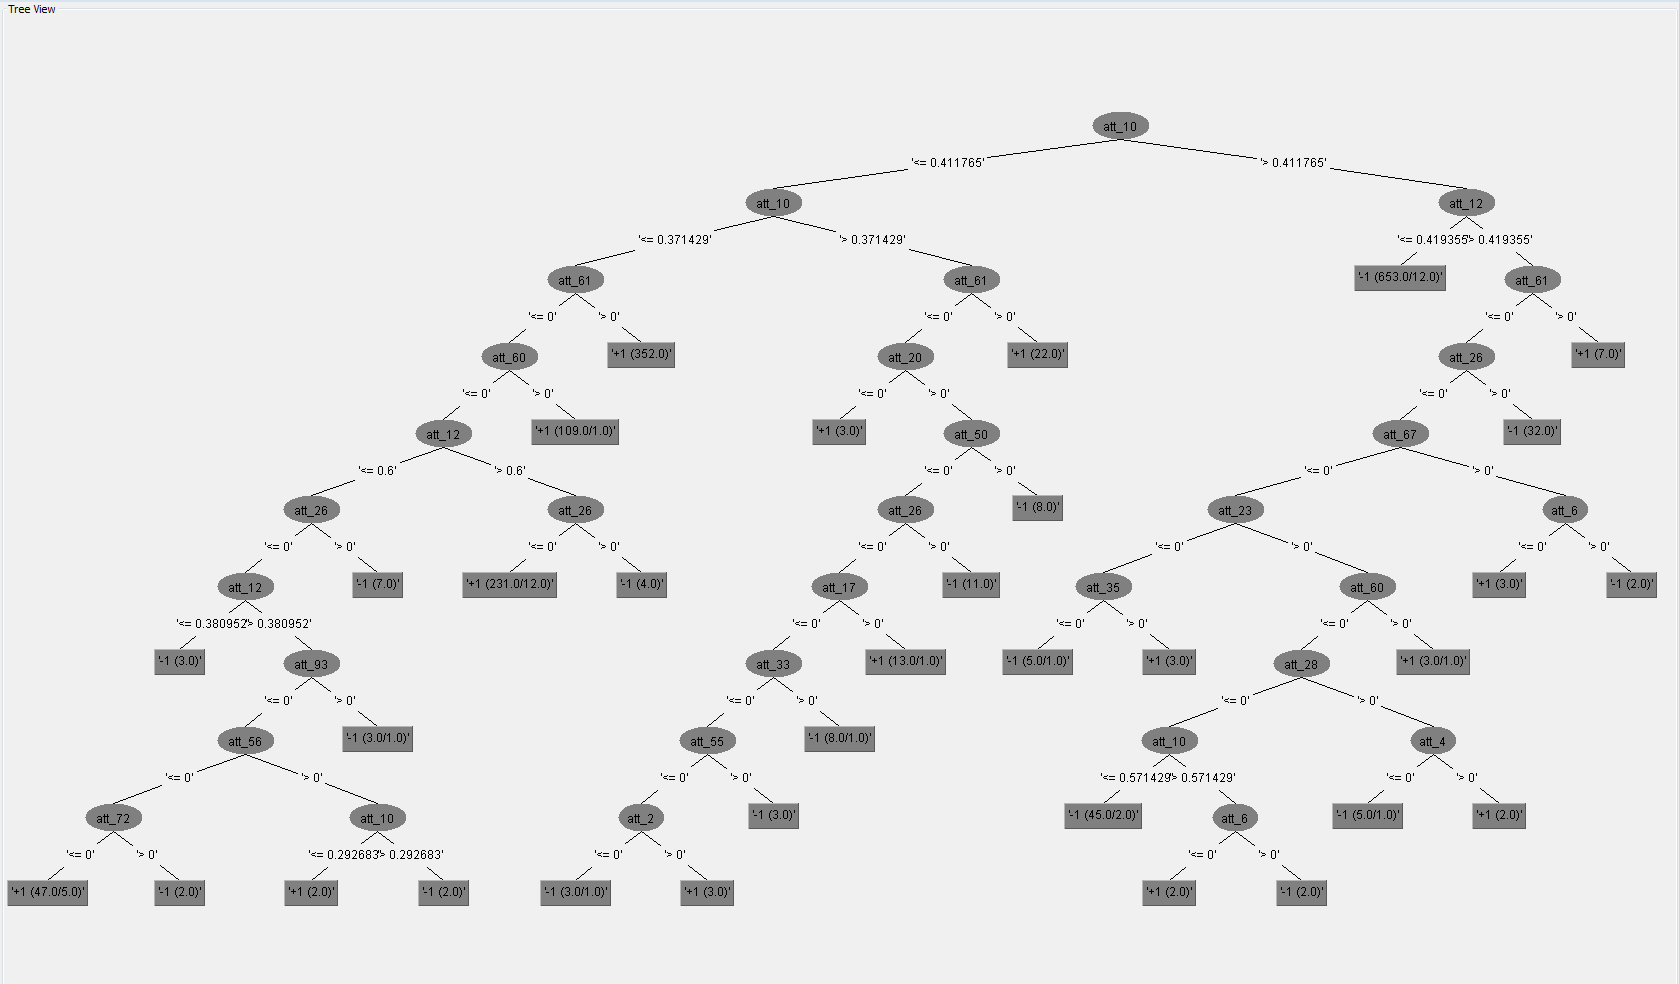 Tree View
att_10
'<= 0.411765' '> 0.411765'
att_10 att_12
'<= 0.371429' '> 0.371429' '<= 0.419355' '> 0.419355'
att_61 att_61 '-1 (653.0/12.0)' att_61
'<= 0' '> 0' '<= 0' '> 0' '<= 0' '> 0'
att_60 '+1 (352.0)' att_20 '+1 (22.0)' att_26 '+1 (7.0)'
'<= 0' '> 0' '<= 0' '> 0' '<= 0' '> 0'
att_12 '+1 (109.0/1.0)' '+1 (3.0)' att_50 att_67 '-1 (32.0)'
'<= 0.6' '> 0.6' '<= 0' '> 0' '<= 0' '> 0'
att_26 att_26 att_26 '-1 (8.0)' att_23 att_6
'<= 0' '> 0' '<= 0' '> 0' '<= 0' '> 0' '<= 0' '> 0' '<= 0' '> 0'
att_12 '-1 (7.0)' '+1 (231.0/12.0)' '-1 (4.0)' att_17 '-1 (11.0)' att_35 att_60 '+1 (3.0)' '-1 (2.0)'
'<= 0.380952' '> 0.380952' '<= 0' '> 0' '<= 0' '> 0' '<= 0' '> 0'
'-1 (3.0)' att_93 att_33 '+1 (13.0/1.0)' '-1 (5.0/1.0)' '+1 (3.0)' att_28 '+1 (3.0/1.0)'
'<= 0' '> 0' '<= 0' '> 0' '<= 0' '> 0'
att_56 '-1 (3.0/1.0)' att_55 '-1 (8.0/1.0)' att_10 att_4
'<= 0' '> 0' '<= 0' '> 0' '<= 0.571429' '> 0.571429' '<= 0' '> 0'
att_72 att_10 att_2 '-1 (3.0)' '-1 (45.0/2.0)' att_6 '-1 (5.0/1.0)' '+1 (2.0)'
'<= 0' '> 0' '<= 0.292683' '> 0.292683' '<= 0' '> 0' '<= 0' '> 0'
'+1 (47.0/5.0)' '-1 (2.0)' '+1 (2.0)' '-1 (2.0)' '-1 (3.0/1.0)' '+1 (3.0)' '+1 (2.0)' '-1 (2.0)'